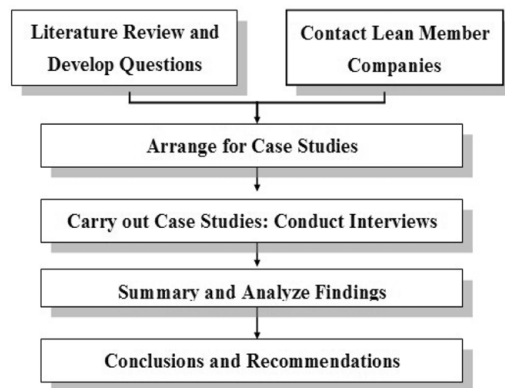 Literature Review and
Develop Questions
Contact Lean Member
Companies
Arrange for Case Studies
Carry out Case Studies: Conduct Interviews
Summary and Analyze Findings
Conclusions and Recommendations